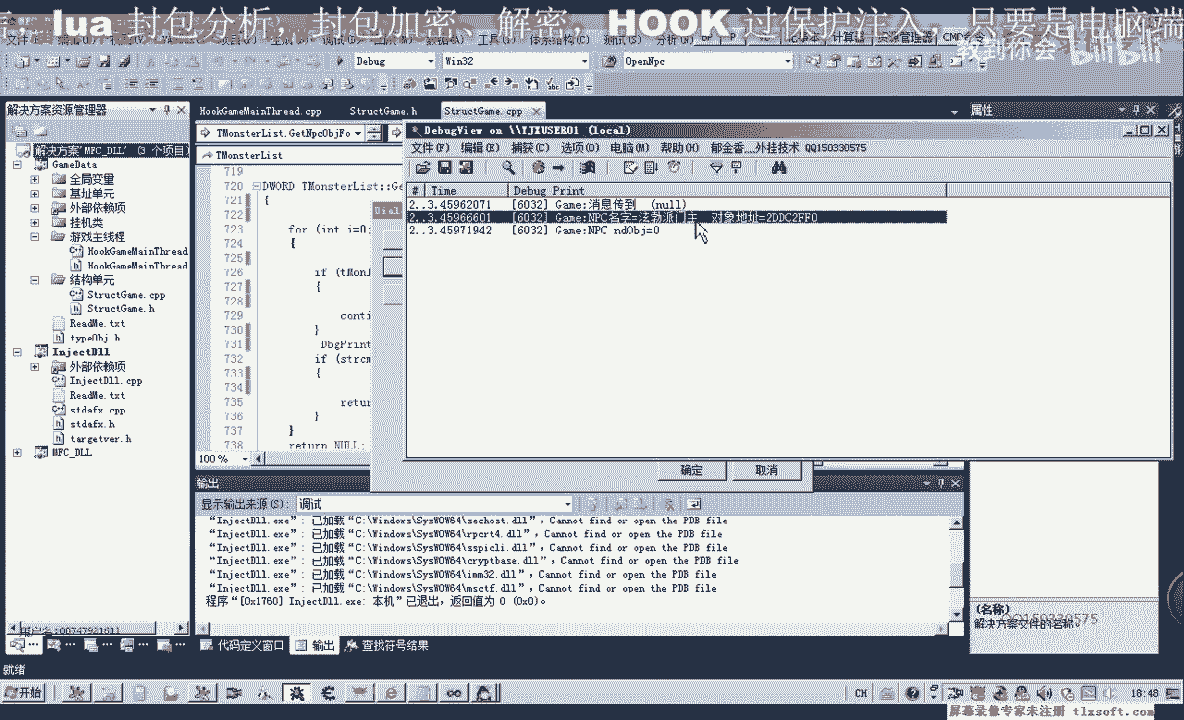 lua 封包分析，封包加密、解密。HOOK 过保护注入。只要是电脑端
教到你会 bilibili
Debug
Win32
OpenNpc
解决方案资源管理器
HookGameMainThread.cpp
StructGame.h
StructGame.cpp
属性
TMonsterList.GetNpcObjFo
TMonsterList
解决方案"MFC_DLL" (3 个项目)
GameData
全局变量
基址单元
外部依赖项
挂机类
游戏主线程
HookGameMainThread
HookGameMainThread
结构单元
StructGame.cpp
StructGame.h
ReadMe.txt
typeObj.h
InjectDll
外部依赖项
InjectDll.cpp
ReadMe.txt
stdafx.cpp
stdafx.h
targetver.h
MFC_DLL
719
720 DWORD TMonsterList::Ge
721 {
722
723 for (int i=0;
724 {
725
726 if (tMon
727 {
728
729 conti
730 }
731 DbgPrint
732 if (strcm
733 {
734
735 retur
736 }
737 }
738 return NULL;
100 %
DebugView on \\YJXUSER01 (local)
文件(F) 编辑(E) 捕获(C) 选项(O) 电脑(M) 帮助(H) 郁金香灬外挂技术 QQ150330575
# Time Debug Print
2..3.45962071 [6032] Game:消息传到 (null)
2..3.45966601 [6032] Game:NPC名字=泫勃派门主 对象地址=2DDC2FF0
2..3.45971942 [6032] Game:NPC ndObj=0
确定
取消
输出
显示输出来源(S): 调试
"InjectDll.exe": 已加载"C:\Windows\SysWOW64\sechost.dll", Cannot find or open the PDB file
"InjectDll.exe": 已加载"C:\Windows\SysWOW64\rpcrt4.dll", Cannot find or open the PDB file
"InjectDll.exe": 已加载"C:\Windows\SysWOW64\sspicli.dll", Cannot find or open the PDB file
"InjectDll.exe": 已加载"C:\Windows\SysWOW64\cryptbase.dll", Cannot find or open the PDB file
"InjectDll.exe": 已加载"C:\Windows\SysWOW64\imm32.dll", Cannot find or open the PDB file
"InjectDll.exe": 已加载"C:\Windows\SysWOW64\msctf.dll", Cannot find or open the PDB file
程序"[0x1760] InjectDll.exe: 本机"已退出，返回值为 0 (0x0)。
代码定义窗口
输出
查找符号结果
(名称)
解决方案文件的名称。
QQ150330575
就绪
开始
CH
18:48
屏幕录像专家未注册 tlxsoft.com